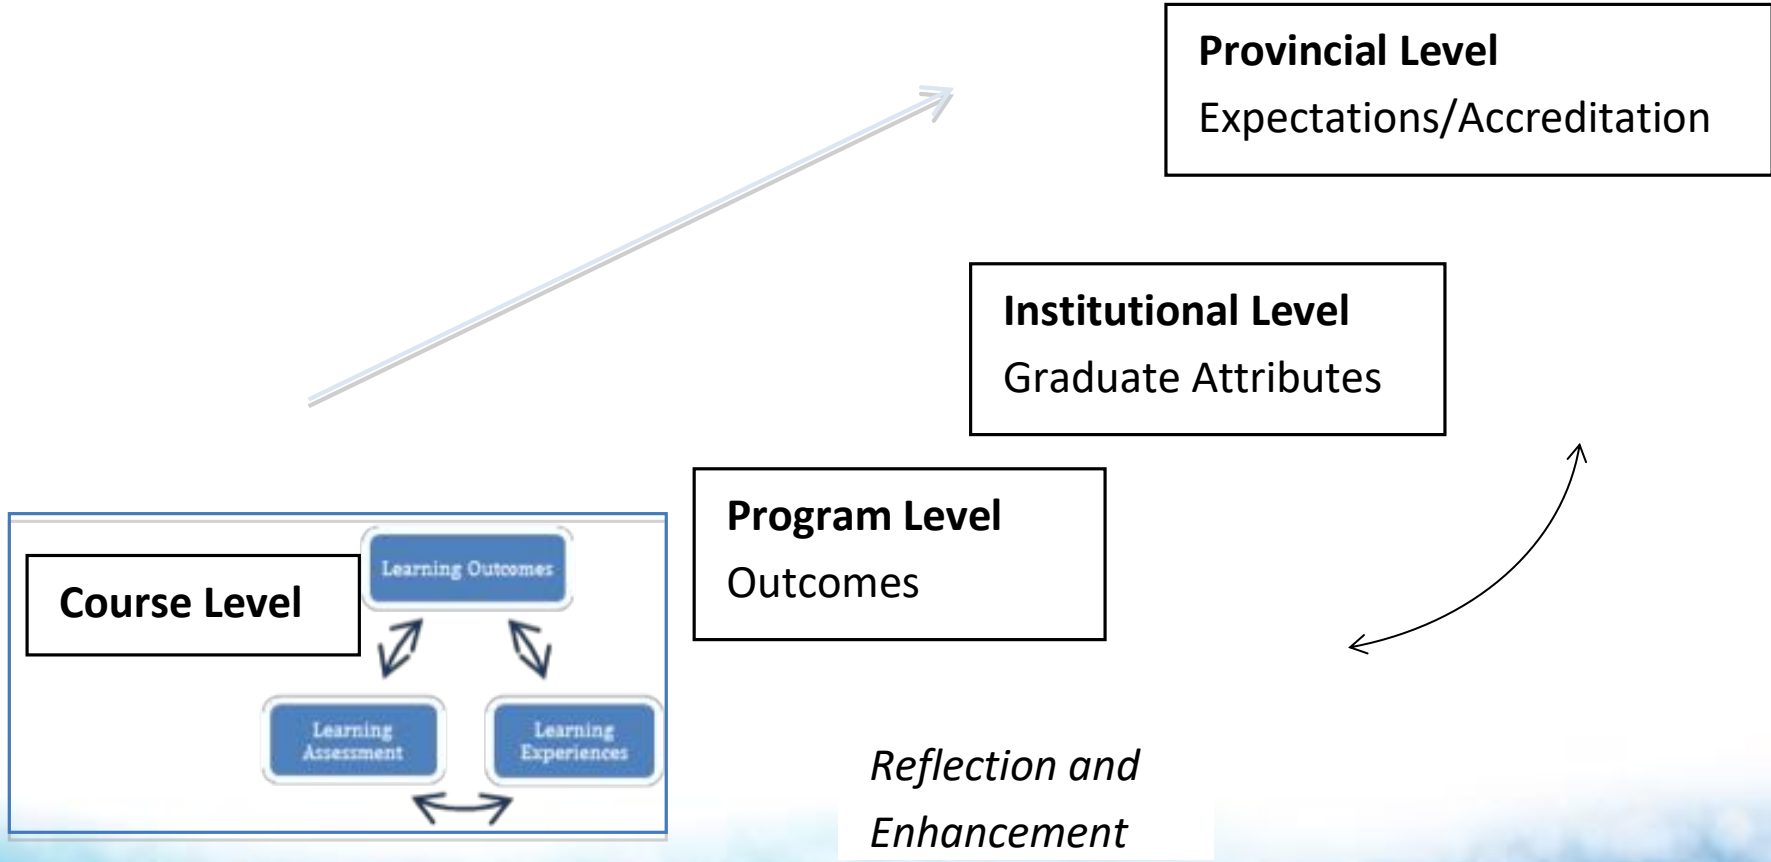 Provincial Level
Expectations/Accreditation
Institutional Level
Graduate Attributes
Program Level
Outcomes
Course Level
Learning Outcomes
Learning
Assessment
Learning
Experiences
Reflection and
Enhancement